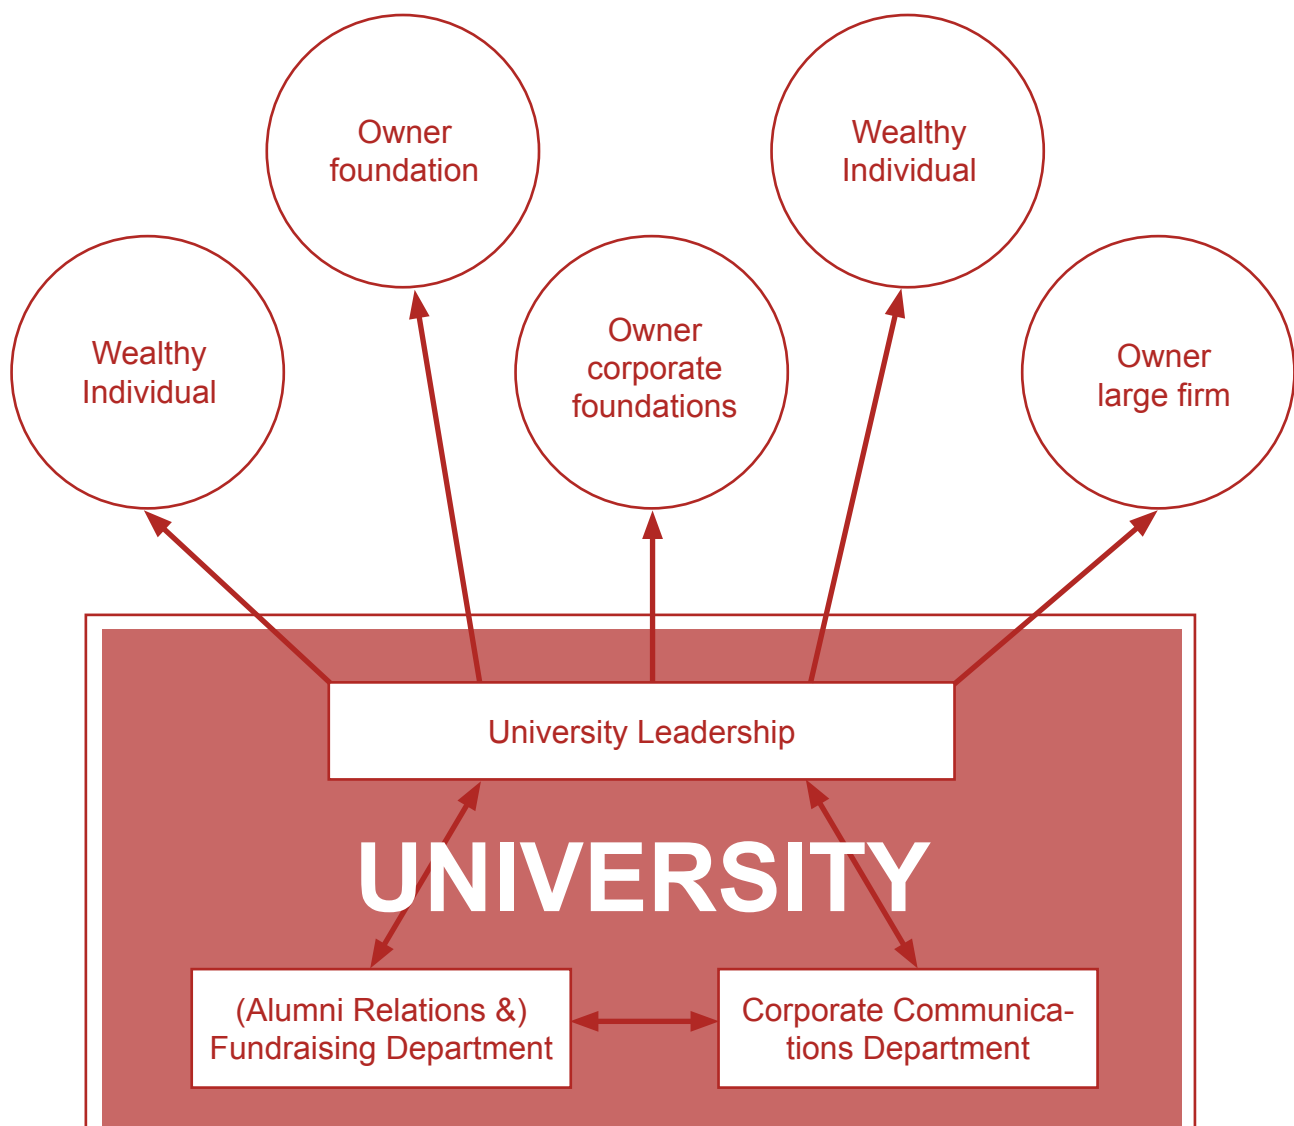 Owner
foundation
Wealthy
Individual
Wealthy
Individual
Owner
corporate
foundations
Owner
large firm
University Leadership
UNIVERSITY
(Alumni Relations &)
Fundraising Department
Corporate Communica-
tions Department